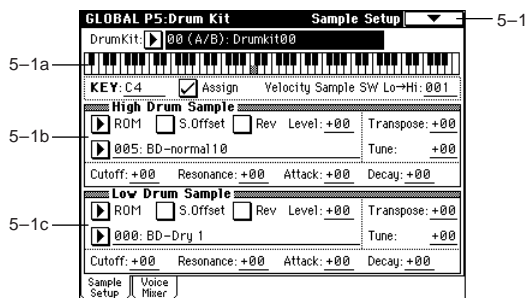 GLOBAL P5:Drum Kit Sample Setup
5-1
DrumKit: 00 (A/B): Drumkit00
5-1a
KEY: C4 Assign Velocity Sample SW Lo→Hi: 001
High Drum Sample
5-1b
ROM S.Offset Rev Level: +00 Transpose: +00
005: BD-normal10 Tune: +00
Cutoff: +00 Resonance: +00 Attack: +00 Decay: +00
Low Drum Sample
5-1c
ROM S.Offset Rev Level: +00 Transpose: +00
000: BD-Dry 1 Tune: +00
Cutoff: +00 Resonance: +00 Attack: +00 Decay: +00
Sample Setup Voice Mixer